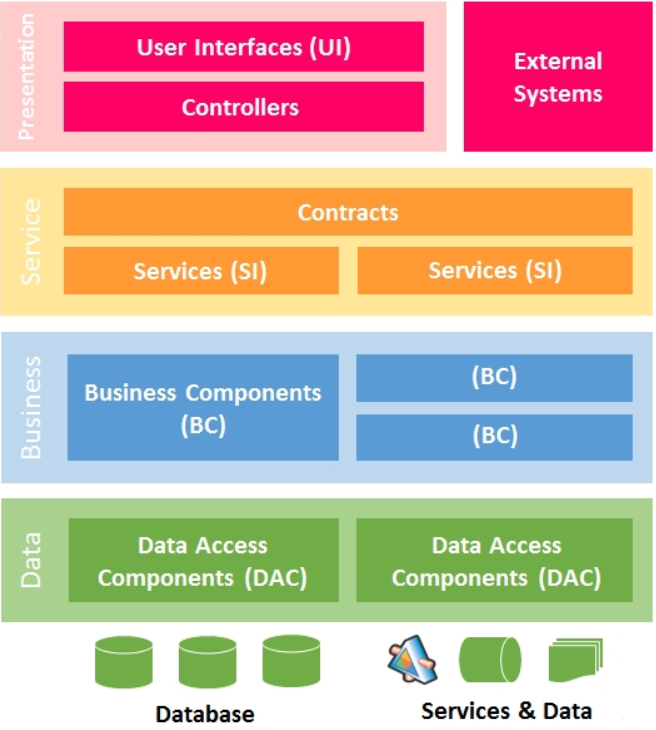 Presentation
User Interfaces (UI)
Controllers
External
Systems
Service
Contracts
Services (SI)
Services (SI)
Business
Business Components
(BC)
(BC)
(BC)
Data
Data Access
Components (DAC)
Data Access
Components (DAC)
Database
Services & Data